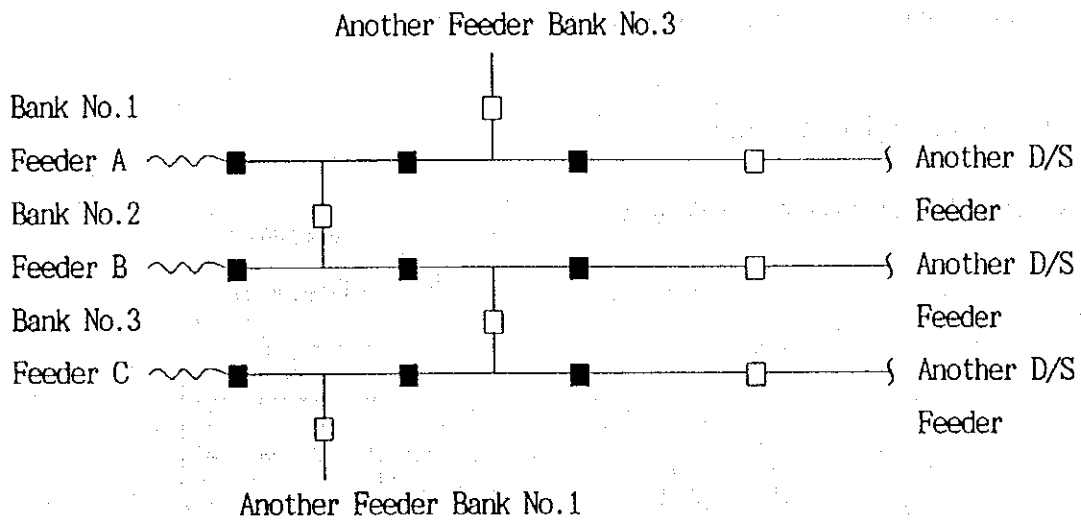 Another Feeder Bank No.3
Bank No.1
Feeder A
Another D/S
Bank No.2
Feeder
Feeder B
Another D/S
Bank No.3
Feeder
Feeder C
Another D/S
Feeder
Another Feeder Bank No.1